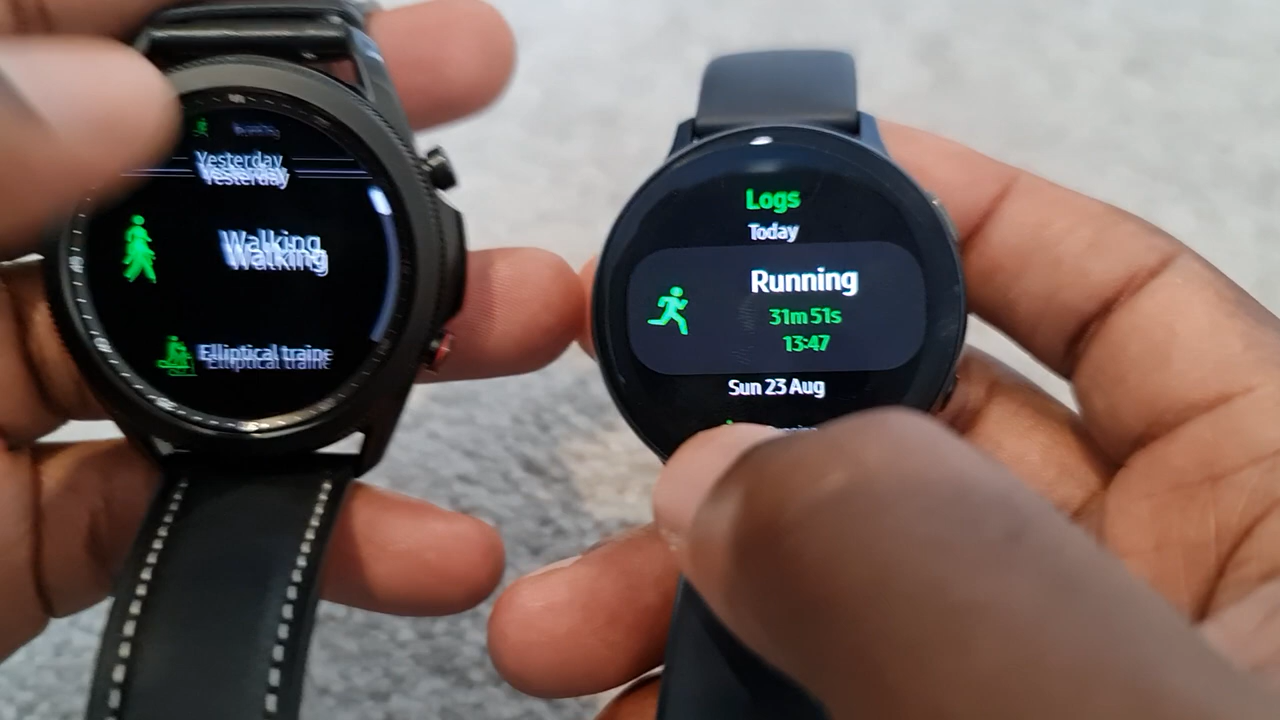 Yesterday
Walking
Elliptical traine
Logs
Today
Running
31m 51s
13:47
Sun 23 Aug